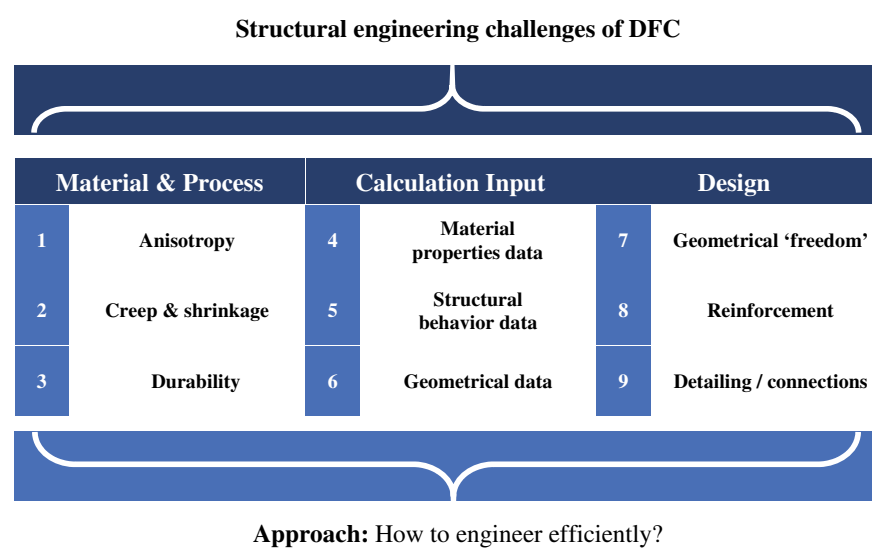 Structural engineering challenges of DFC
Material & Process
Calculation Input
Design
1
Anisotropy
4
Material
properties data
7
Geometrical ‘freedom’
2
Creep & shrinkage
5
Structural
behavior data
8
Reinforcement
3
Durability
6
Geometrical data
9
Detailing / connections
Approach: How to engineer efficiently?